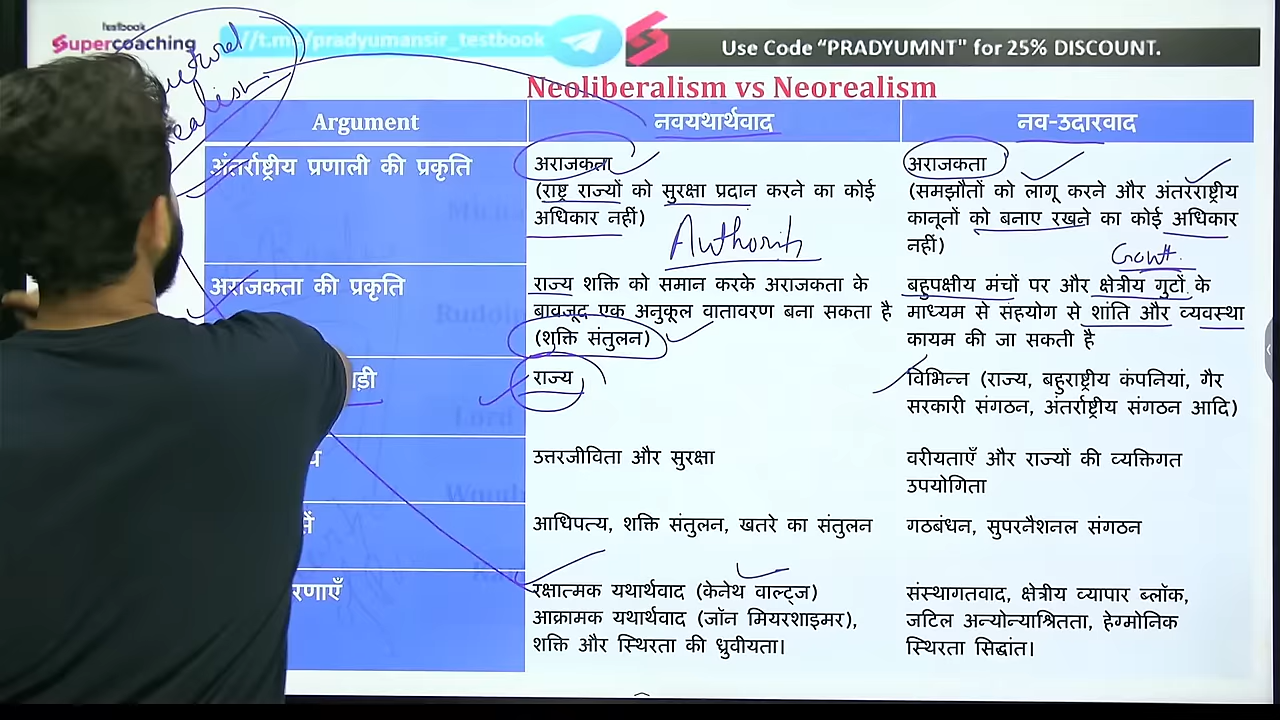 testbook
Supercoaching
//t.me/pradyumansir_testbook
Use Code “PRADYUMNT" for 25% DISCOUNT.
Neoliberalism vs Neorealism
Argument
नवयथार्थवाद
नव-उदारवाद
अंतर्राष्ट्रीय प्रणाली की प्रकृति
अराजकता
(राष्ट्र राज्यों को सुरक्षा प्रदान करने का कोई
अधिकार नहीं)
Authority
अराजकता
(समझौतों को लागू करने और अंतरराष्ट्रीय
कानूनों को बनाए रखने का कोई अधिकार
नहीं)
Govt.
अराजकता की प्रकृति
राज्य शक्ति को समान करके अराजकता के
बावजूद एक अनुकूल वातावरण बना सकता है
(शक्ति संतुलन)
बहुपक्षीय मंचों पर और क्षेत्रीय गुटों के
माध्यम से संहयोग से शांति और व्यवस्था
कायम की जा सकती है
राज्य
विभिन्न (राज्य, बहुराष्ट्रीय कंपनियां, गैर
सरकारी संगठन, अंतर्राष्ट्रीय संगठन आदि)
उत्तरजीविता और सुरक्षा
वरीयताएँ और राज्यों की व्यक्तिगत
उपयोगिता
आधिपत्य, शक्ति संतुलन, खतरे का संतुलन
गठबंधन, सुपरनैशनल संगठन
रक्षात्मक यथार्थवाद (केनेथ वाल्ट्ज)
आक्रामक यथार्थवाद (जॉन मियरशाइमर),
शक्ति और स्थिरता की ध्रुवीयता।
संस्थागतवाद, क्षेत्रीय व्यापार ब्लॉक,
जटिल अन्योन्याश्रितता, हेग्मोनिक
स्थिरता सिद्धांत।